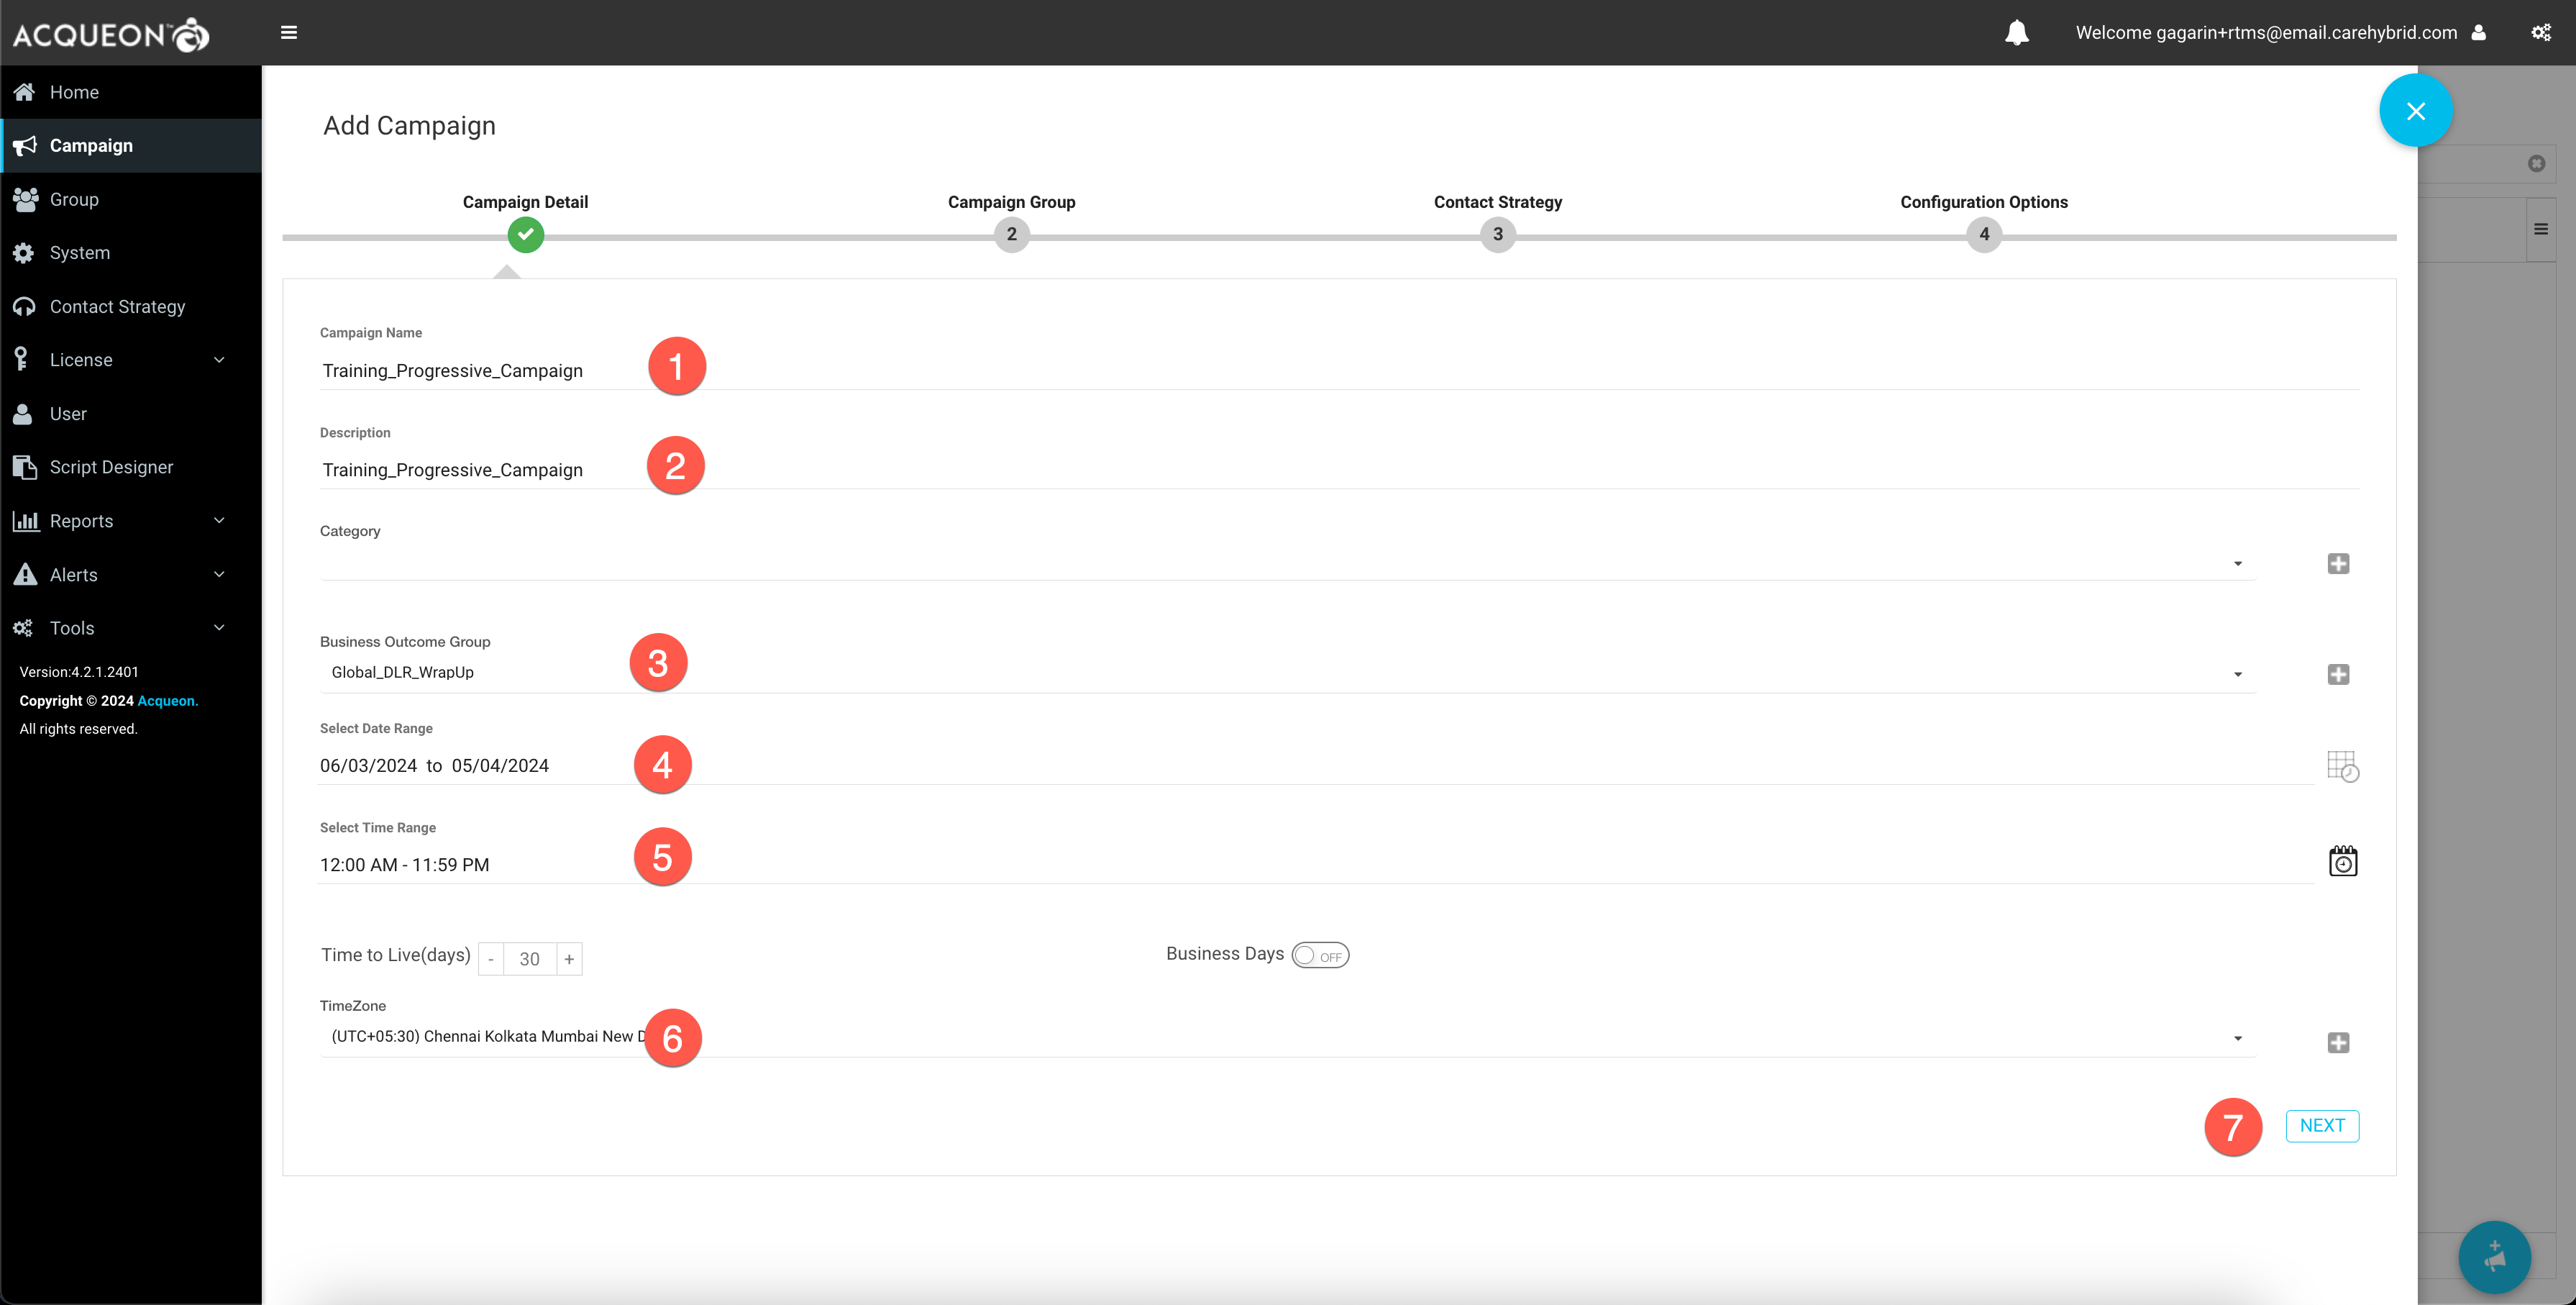 ACQUEON™
Welcome gagarin+rtms@email.carehybrid.com
Home
Campaign
Group
System
Contact Strategy
License
User
Script Designer
Reports
Alerts
Tools
Version:4.2.1.2401
Copyright © 2024 Acqueon.
All rights reserved.
Add Campaign
Campaign Detail
Campaign Group
Contact Strategy
Configuration Options
2
3
4
Campaign Name
Training_Progressive_Campaign
1
Description
Training_Progressive_Campaign
2
Category
Business Outcome Group
Global_DLR_WrapUp
3
Select Date Range
06/03/2024 to 05/04/2024
4
Select Time Range
12:00 AM - 11:59 PM
5
Time to Live(days) - 30 +
Business Days OFF
TimeZone
(UTC+05:30) Chennai Kolkata Mumbai New
6
7
NEXT